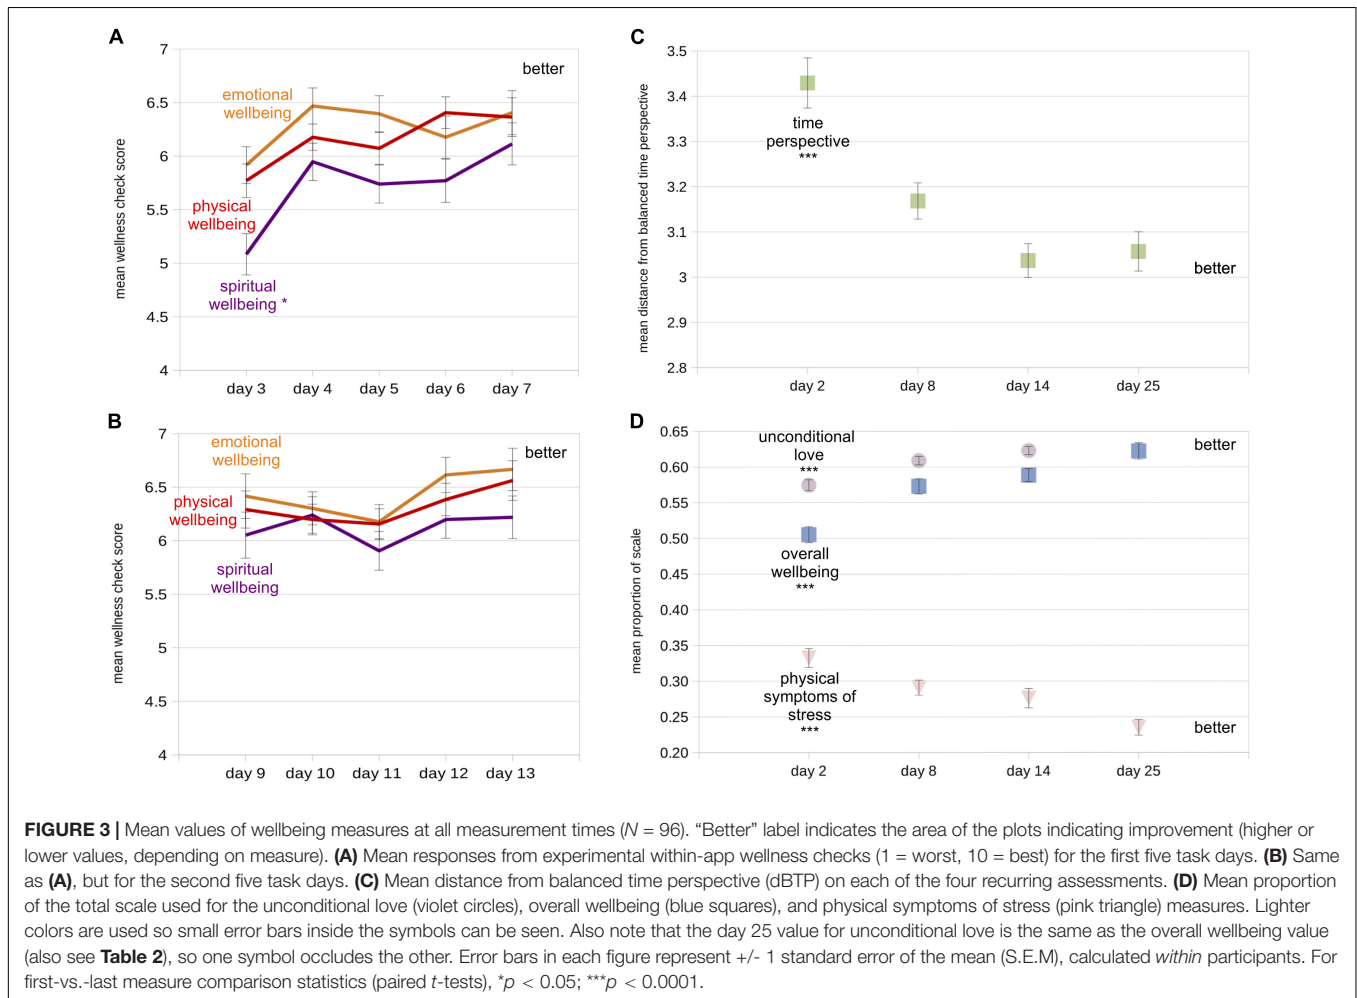 A
7
6.5
6
5.5
5
4.5
4
mean wellness check score
better
emotional
wellbeing
physical
wellbeing
spiritual
wellbeing *
day 3 day 4 day 5 day 6 day 7
C
3.5
3.4
3.3
3.2
3.1
3
2.9
2.8
mean distance from balanced time perspective
time
perspective
***
better
day 2 day 8 day 14 day 25
B
7
6.5
6
5.5
5
4.5
4
mean wellness check score
emotional
wellbeing
better
physical
wellbeing
spiritual
wellbeing
day 9 day 10 day 11 day 12 day 13
D
0.65
0.60
0.55
0.50
0.45
0.40
0.35
0.30
0.25
0.20
mean proportion of scale
unconditional
love
***
better
overall
wellbeing
***
physical
symptoms of
stress
***
better
day 2 day 8 day 14 day 25
FIGURE 3 | Mean values of wellbeing measures at all measurement times (N = 96). “Better” label indicates the area of the plots indicating improvement (higher or
lower values, depending on measure). (A) Mean responses from experimental within-app wellness checks (1 = worst, 10 = best) for the first five task days. (B) Same
as (A), but for the second five task days. (C) Mean distance from balanced time perspective (dBTP) on each of the four recurring assessments. (D) Mean proportion
of the total scale used for the unconditional love (violet circles), overall wellbeing (blue squares), and physical symptoms of stress (pink triangle) measures. Lighter
colors are used so small error bars inside the symbols can be seen. Also note that the day 25 value for unconditional love is the same as the overall wellbeing value
(also see Table 2), so one symbol occludes the other. Error bars in each figure represent +/- 1 standard error of the mean (S.E.M), calculated within participants. For
first-vs.-last measure comparison statistics (paired t-tests), *p < 0.05; ***p < 0.0001.